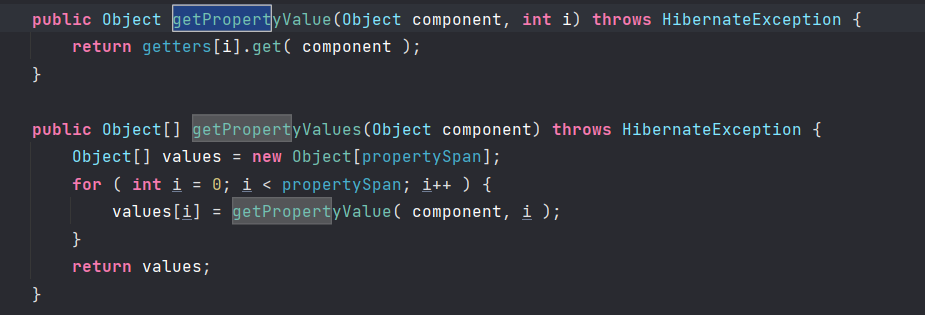 public Object getPropertyValue(Object component, int i) throws HibernateException {
return getters[i].get( component );
}
public Object[] getPropertyValues(Object component) throws HibernateException {
Object[] values = new Object[propertySpan];
for ( int i = 0; i < propertySpan; i++ ) {
values[i] = getPropertyValue( component, i );
}
return values;
}